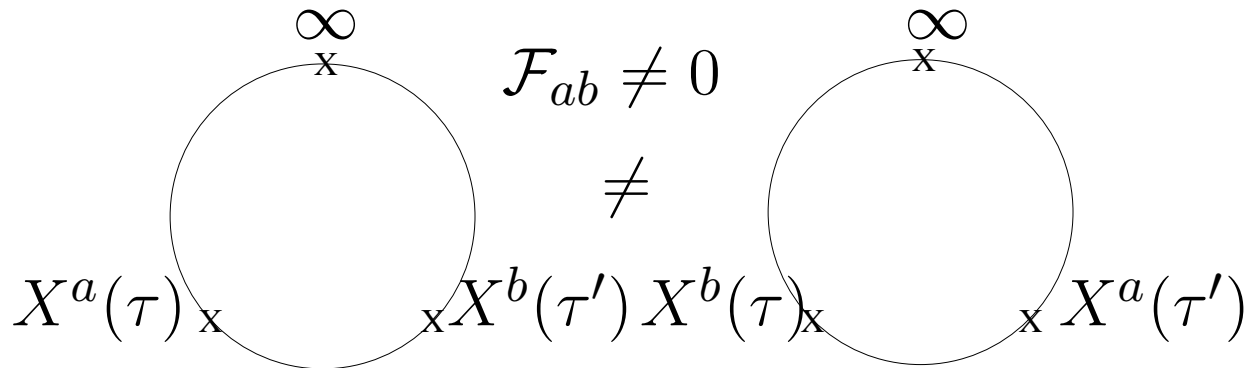 ∞ ∞
x x
𝓕_{ab} ≠ 0
≠
X^a(τ) x x X^b(τ′) X^b(τ) x x X^a(τ′)